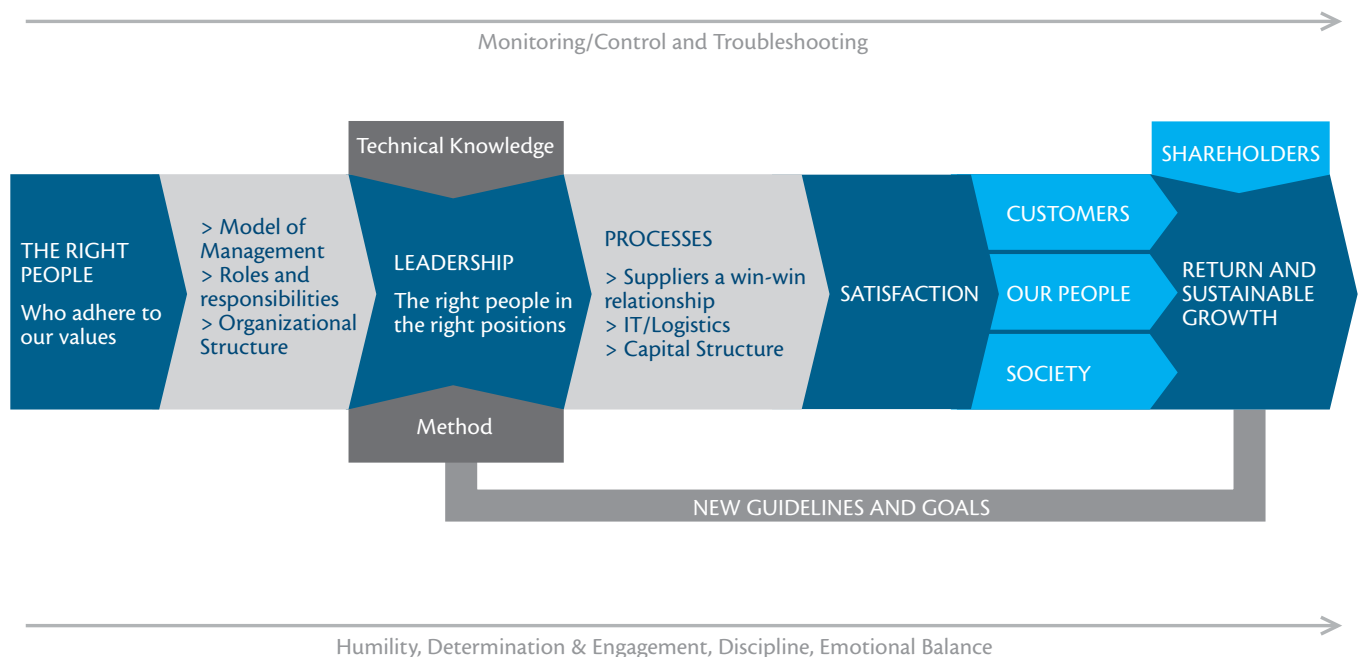 Monitoring/Control and Troubleshooting
Technical Knowledge
SHAREHOLDERS
THE RIGHT
PEOPLE
Who adhere to
our values
> Model of
Management
> Roles and
responsibilities
> Organizational
Structure
LEADERSHIP
The right people in
the right positions
PROCESSES
> Suppliers a win-win
relationship
> IT/Logistics
> Capital Structure
SATISFACTION
CUSTOMERS
OUR PEOPLE
SOCIETY
RETURN AND
SUSTAINABLE
GROWTH
Method
NEW GUIDELINES AND GOALS
Humility, Determination & Engagement, Discipline, Emotional Balance